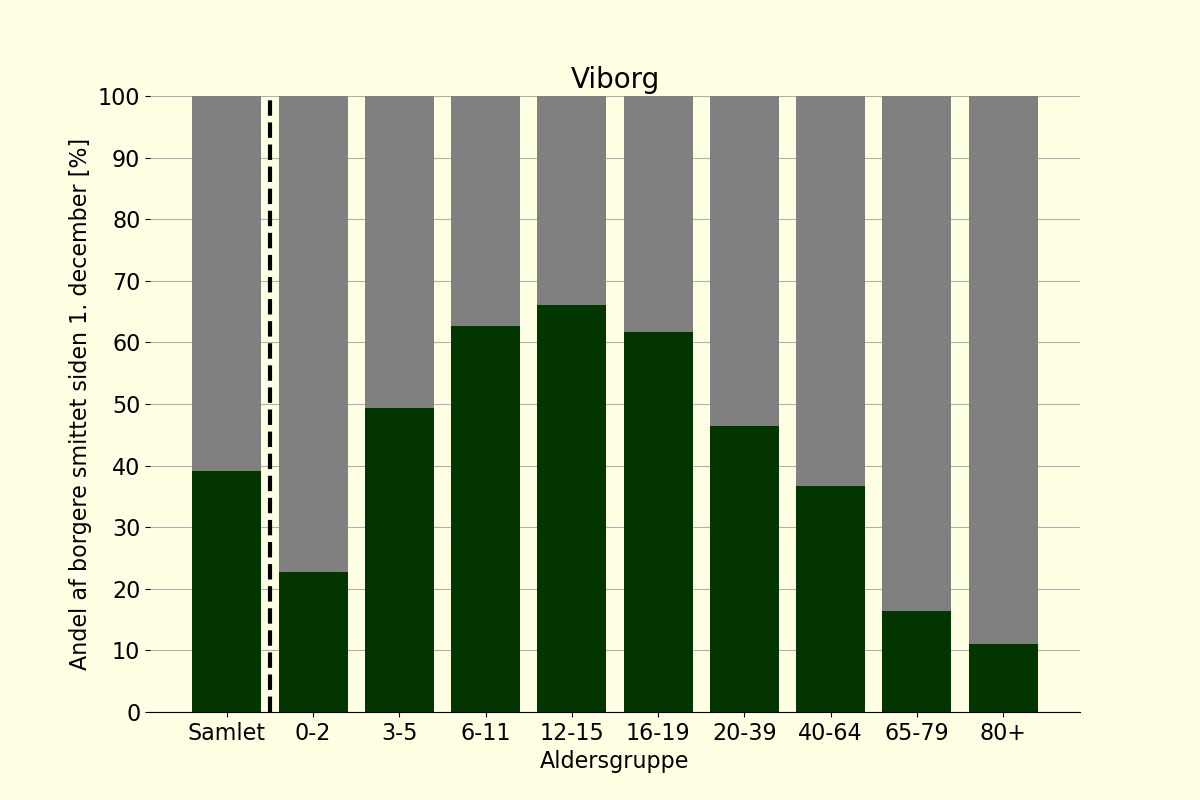 Viborg
Andel af borgere smittet siden 1. december [%]
100
90
80
70
60
50
40
30
20
10
0
Samlet 0-2 3-5 6-11 12-15 16-19 20-39 40-64 65-79 80+
Aldersgruppe